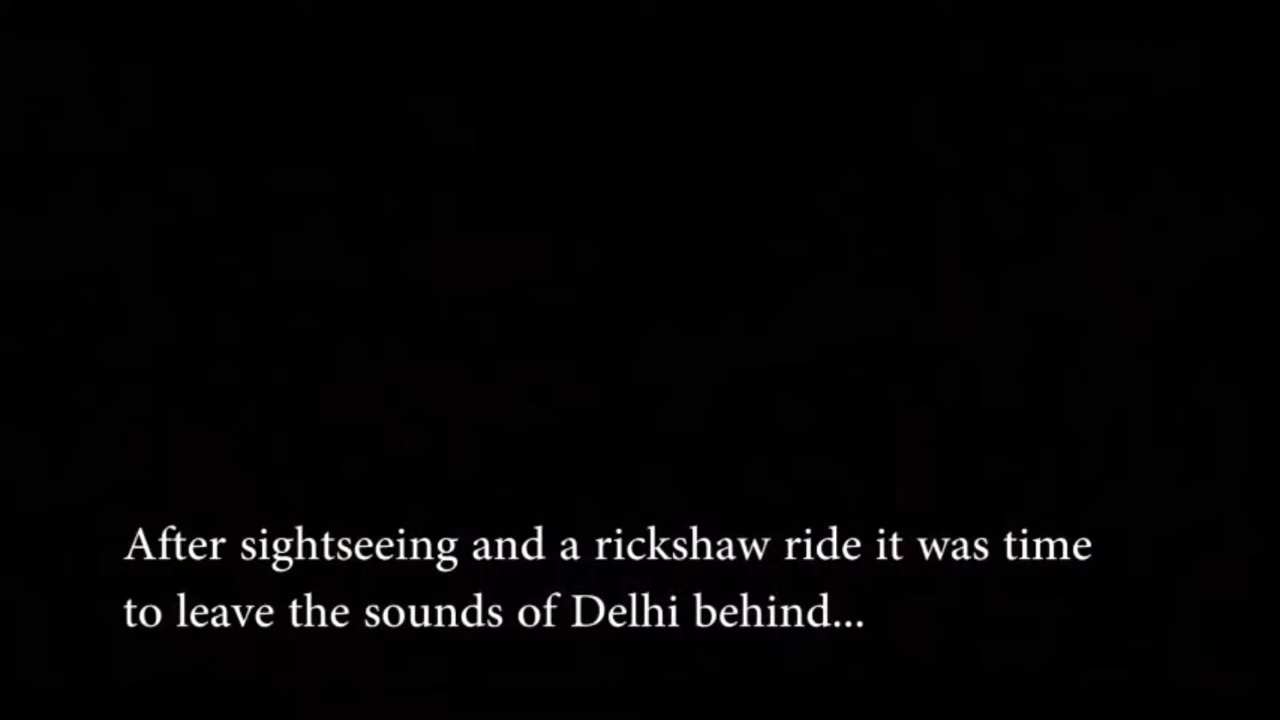 After sightseeing and a rickshaw ride it was time
to leave the sounds of Delhi behind...